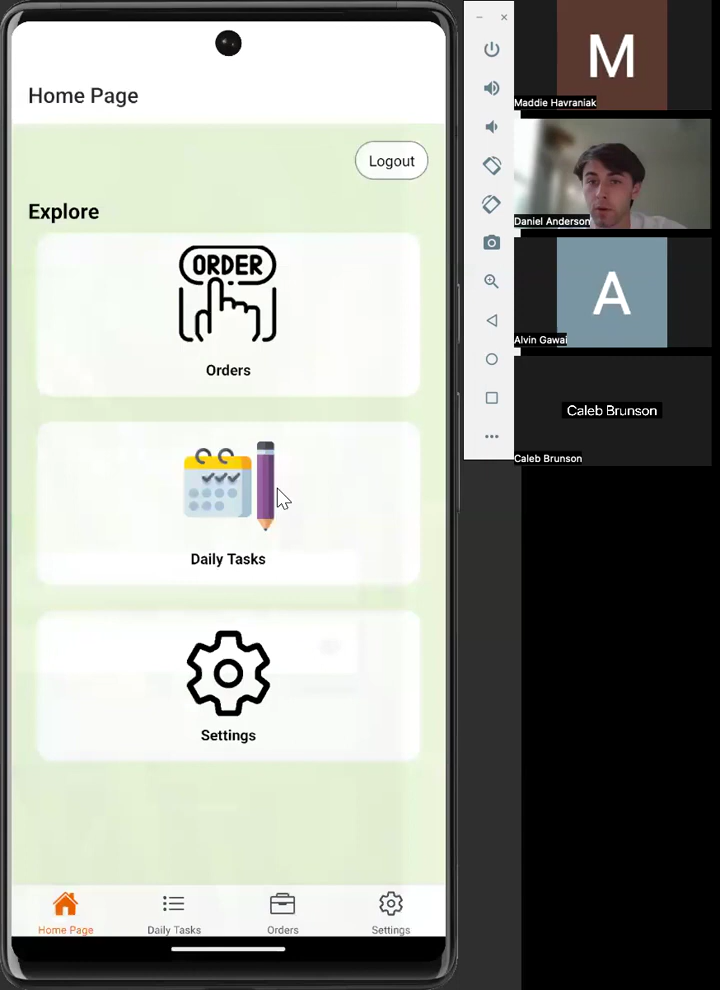 Home Page
Logout
Explore
ORDER
Orders
Daily Tasks
Settings
Home Page
Daily Tasks
Orders
Settings
M
Maddie Havraniak
Daniel Anderson
A
Alvin Gawai
Caleb Brunson
Caleb Brunson